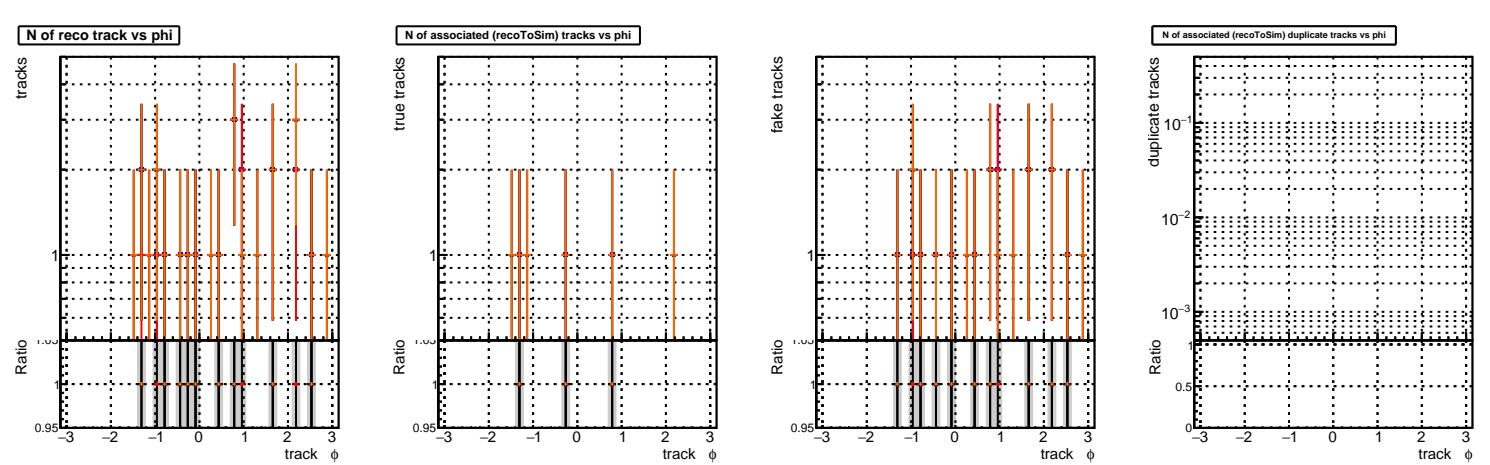 N of reco track vs phi
N of associated (recoToSim) tracks vs phi
N of associated (recoToSim) duplicate tracks vs phi
tracks
1
Ratio
1
0.95
−3 −2 −1 0 1 2 3
track ϕ
true tracks
1
Ratio
1
0.95
−3 −2 −1 0 1 2 3
track ϕ
fake tracks
1
Ratio
1
0.95
−3 −2 −1 0 1 2 3
track ϕ
duplicate tracks
10−1
10−2
10−3
Ratio
1
0.5
0
−3 −2 −1 0 1 2 3
track ϕ